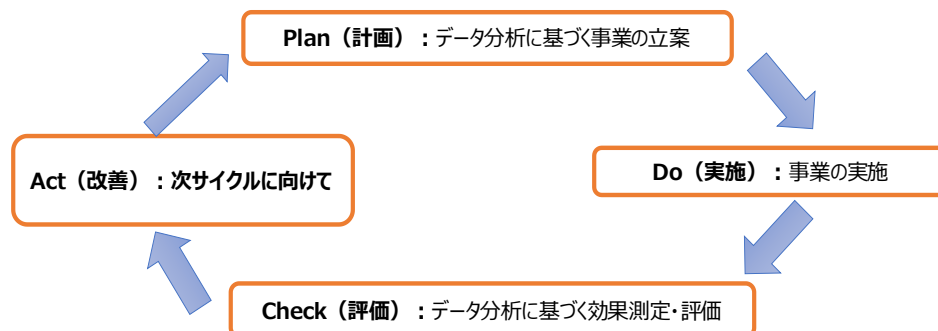 Plan（計画）：データ分析に基づく事業の立案
Act（改善）：次サイクルに向けて
Do（実施）：事業の実施
Check（評価）：データ分析に基づく効果測定・評価